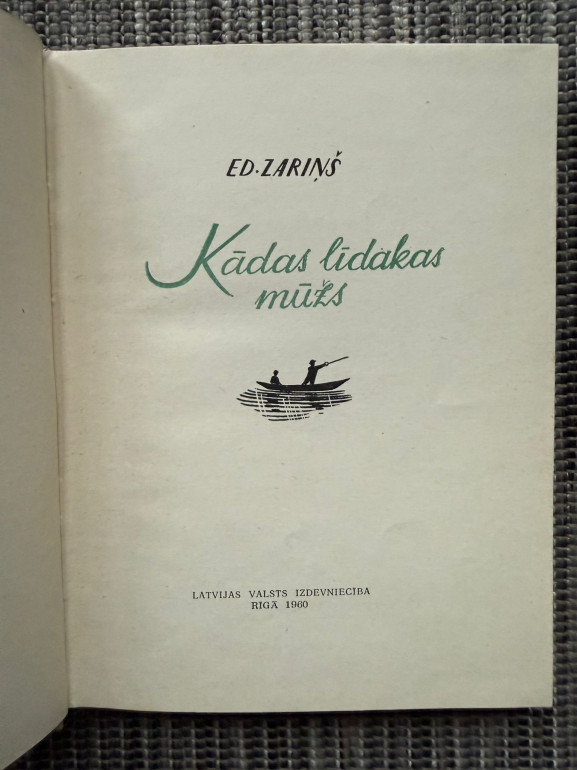 ED. ZARIŅŠ
Kādas līdakas
mūžs
LATVIJAS VALSTS IZDEVNIECĪBA
RĪGĀ 1960